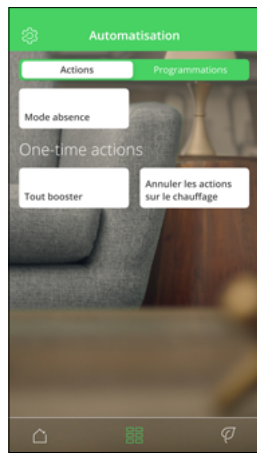 Automatisation
Actions
Programmations
Mode absence
One-time actions
Tout booster
Annuler les actions
sur le chauffage